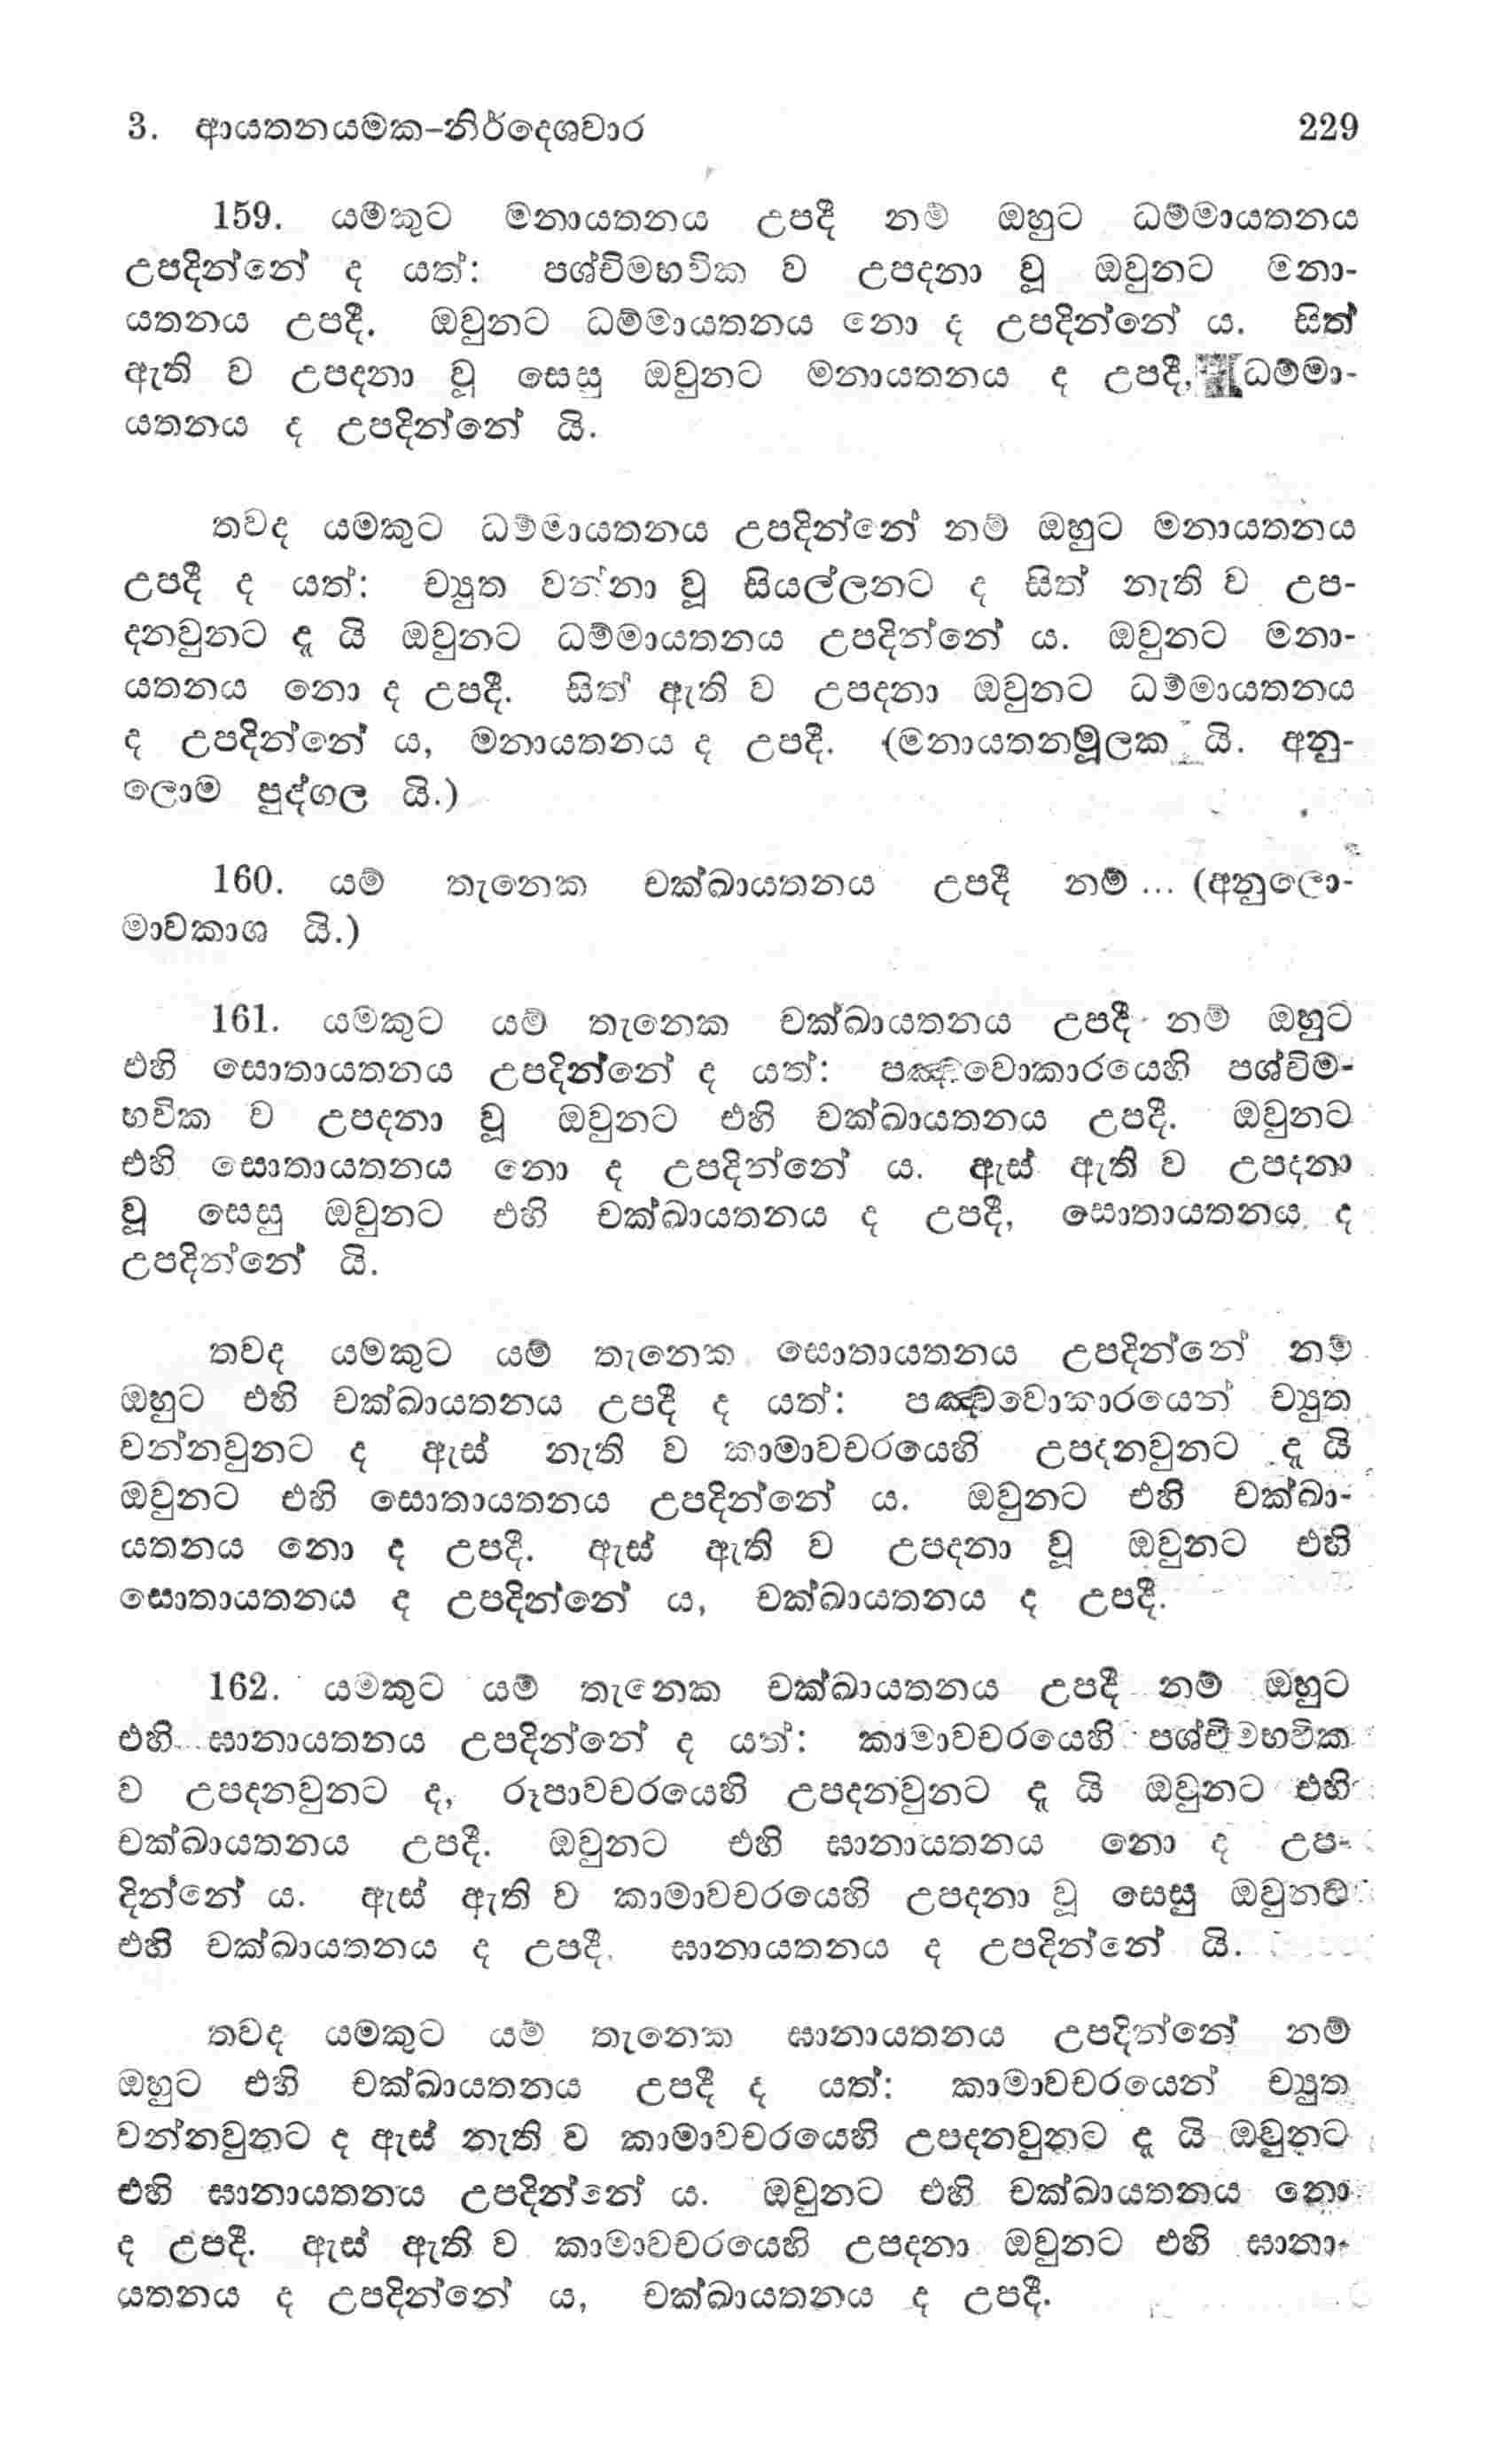 3. ආයතනයමක-නිර්දෙශවාර 229
159. යමකුට මනායතනය උපදී නම් ඔහුට ධම්මායතනය
උපදින්නේ ද යත්: පශ්චිමභවික ව උපදනා වූ ඔවුනට මනා-
යතනය උපදී. ඔවුනට ධම්මායතනය නො ද උපදින්නේ ය. සිත්
ඇති ව උපදනා වූ සෙසු ඔවුනට මනායතනය ද උපදී, ධම්මා-
යතනය ද උපදින්නේ යි.
තවද යමකුට ධම්මායතනය උපදින්නේ නම් ඔහුට මනායතනය
උපදී ද යත්: ච්‍යුත වන්නා වූ සියල්ලනට ද සිත් නැති ව උප-
දනවුනට දු යි ඔවුනට ධම්මායතනය උපදින්නේ ය. ඔවුනට මනා-
යතනය නො ද උපදී. සිත් ඇති ව උපදනා ඔවුනට ධම්මායතනය
ද උපදින්නේ ය, මනායතනය ද උපදී. (මනායතනමූලක යි. අනු-
ලොම පුද්ගල යි.)
160. යම් තැනෙක චක්ඛායතනය උපදී නම් ... (අනුලො-
මාවකාශ යි.)
161. යමකුට යම් තැනෙක චක්ඛායතනය උපදී නම් ඔහුට
එහි සොතායතනය උපදින්නේ ද යත්: පඤ්චවොකාරයෙහි පශ්චිම-
භවික ව උපදනා වූ ඔවුනට එහි චක්ඛායතනය උපදී. ඔවුනට
එහි සොතායතනය නො ද උපදින්නේ ය. ඇස් ඇති ව උපදනා
වූ සෙසු ඔවුනට එහි චක්ඛායතනය ද උපදී, සොතායතනය ද
උපදින්නේ යි.
තවද යමකුට යම් තැනෙක සොතායතනය උපදින්නේ නම්
ඔහුට එහි චක්ඛායතනය උපදී ද යත්: පඤ්චවොකාරයෙන් ච්‍යුත
වන්නවුනට ද ඇස් නැති ව කාමාවචරයෙහි උපදනවුනට දු යි
ඔවුනට එහි සොතායතනය උපදින්නේ ය. ඔවුනට එහි චක්ඛා-
යතනය නො ද උපදී. ඇස් ඇති ව උපදනා වූ ඔවුනට එහි
සොතායතනය ද උපදින්නේ ය, චක්ඛායතනය ද උපදී.
162. යමකුට යම් තැනෙක චක්ඛායතනය උපදී නම් ඔහුට
එහි ඝානායතනය උපදින්නේ ද යත්: කාමාවචරයෙහි පශ්චිමභවික
ව උපදනවුනට ද, රූපාවචරයෙහි උපදනවුනට දු යි ඔවුනට එහි
චක්ඛායතනය උපදී. ඔවුනට එහි ඝානායතනය නො ද උප-
දින්නේ ය. ඇස් ඇති ව කාමාවචරයෙහි උපදනා වූ සෙසු ඔවුනට
එහි චක්ඛායතනය ද උපදී. ඝානායතනය ද උපදින්නේ යි.
තවද යමකුට යම් තැනෙක ඝානායතනය උපදින්නේ නම්
ඔහුට එහි චක්ඛායතනය උපදී ද යත්: කාමාවචරයෙන් ච්‍යුත
වන්නවුනට ද ඇස් නැති ව කාමාවචරයෙහි උපදනවුනට දු යි ඔවුනට
එහි ඝානායතනය උපදින්නේ ය. ඔවුනට එහි චක්ඛායතනය නො
ද උපදී. ඇස් ඇති ව කාමාවචරයෙහි උපදනා ඔවුනට එහි ඝානා-
යතනය ද උපදින්නේ ය, චක්ඛායතනය ද උපදී.